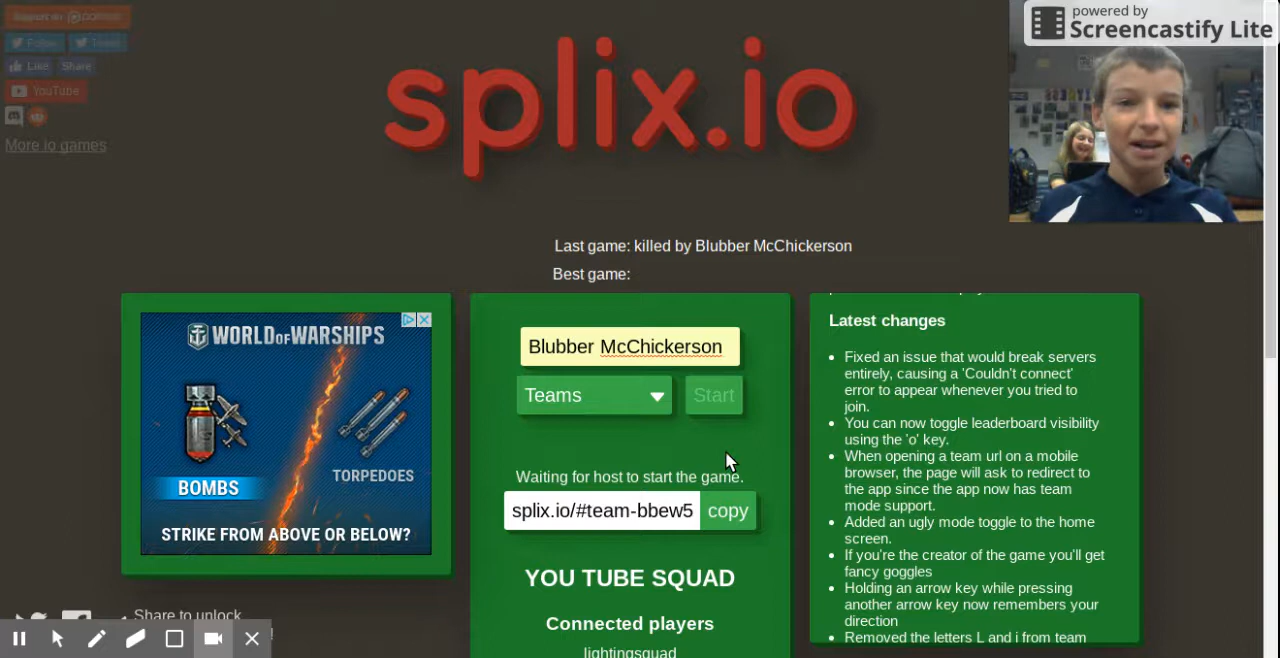 Support on patreon
Follow Tweet
Like Share
YouTube
More io games
powered by
Screencastify Lite
splix.io
Last game: killed by Blubber McChickerson
Best game:
WORLD OF WARSHIPS
BOMBS
TORPEDOES
STRIKE FROM ABOVE OR BELOW?
Share to unlock
Blubber McChickerson
Teams Start
Waiting for host to start the game.
splix.io/#team-bbew5 copy
YOU TUBE SQUAD
Connected players
lightingsquad
Latest changes
• Fixed an issue that would break servers
entirely, causing a 'Couldn't connect'
error to appear whenever you tried to
join.
• You can now toggle leaderboard visibility
using the 'o' key.
• When opening a team url on a mobile
browser, the page will ask to redirect to
the app since the app now has team
mode support.
• Added an ugly mode toggle to the home
screen.
• If you're the creator of the game you'll get
fancy goggles
• Holding an arrow key while pressing
another arrow key now remembers your
direction
• Removed the letters L and i from team